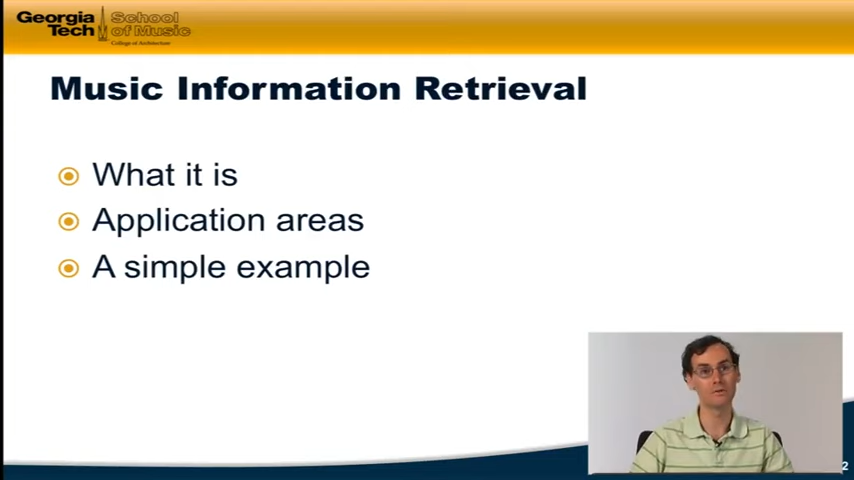 Georgia School
Tech of Music
College of Architecture
Music Information Retrieval
What it is
Application areas
A simple example
2